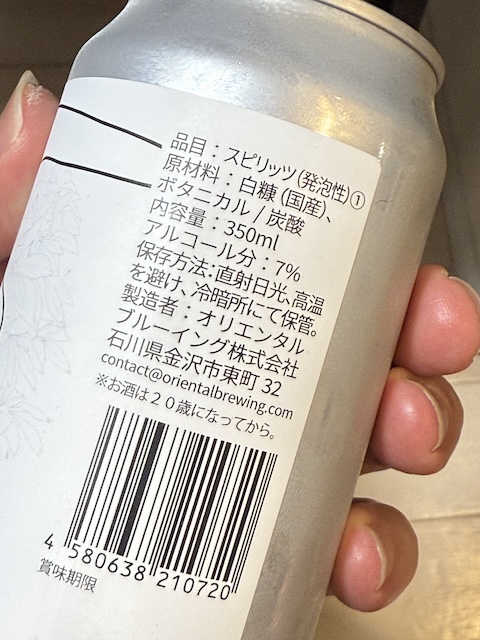 品目：スピリッツ(発泡性)①
原材料：白糠(国産)、
ボタニカル / 炭酸
内容量：350ml
アルコール分：7%
保存方法:直射日光、高温
を避け、冷暗所にて保管。
製造者：オリエンタル
ブルーイング株式会社
石川県金沢市東町 32
contact@orientalbrewing.com
※お酒は２０歳になってから。
4 580638 210720
賞味期限